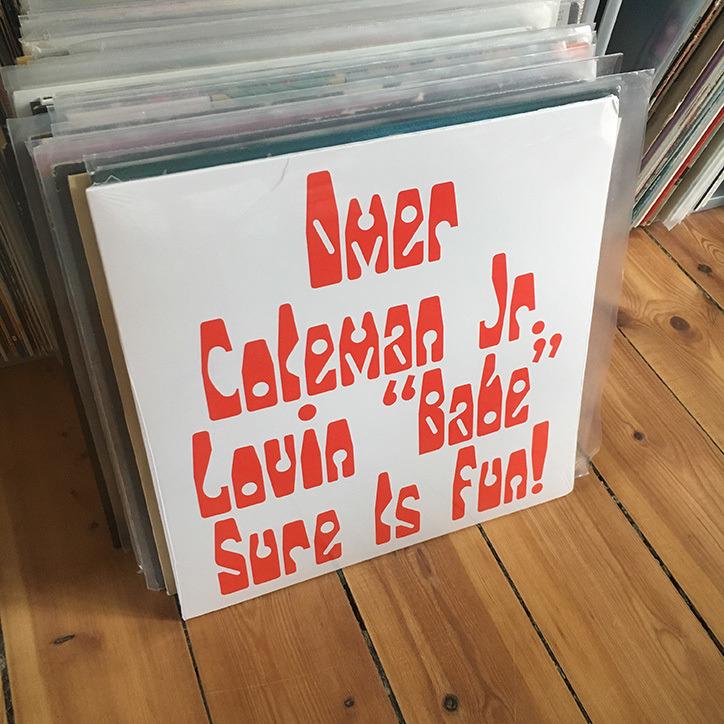 Omer
Coleman Jr.
Lovin “Babe”
Sure Is Fun!